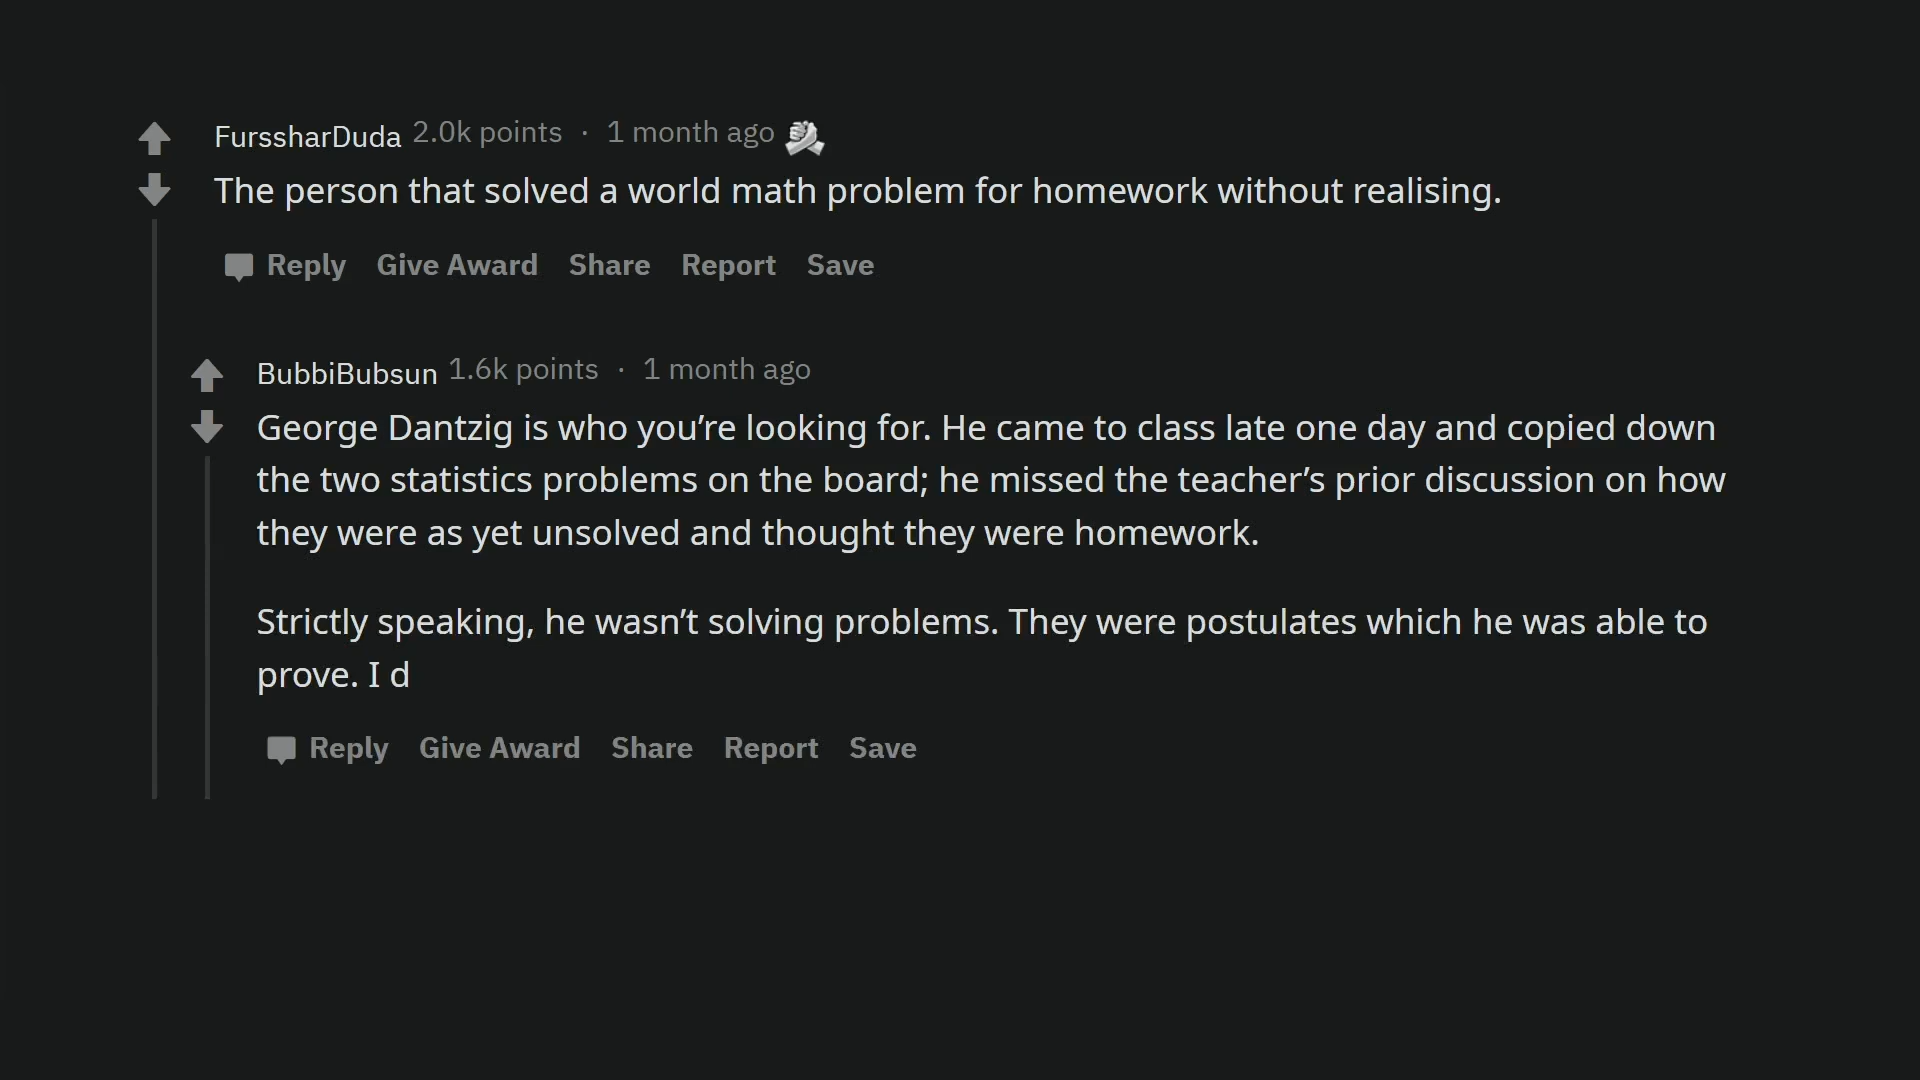 FurssharDuda 2.0k points · 1 month ago
The person that solved a world math problem for homework without realising.
Reply Give Award Share Report Save
BubbiBubsun 1.6k points · 1 month ago
George Dantzig is who you’re looking for. He came to class late one day and copied down
the two statistics problems on the board; he missed the teacher’s prior discussion on how
they were as yet unsolved and thought they were homework.
Strictly speaking, he wasn’t solving problems. They were postulates which he was able to
prove. I d
Reply Give Award Share Report Save